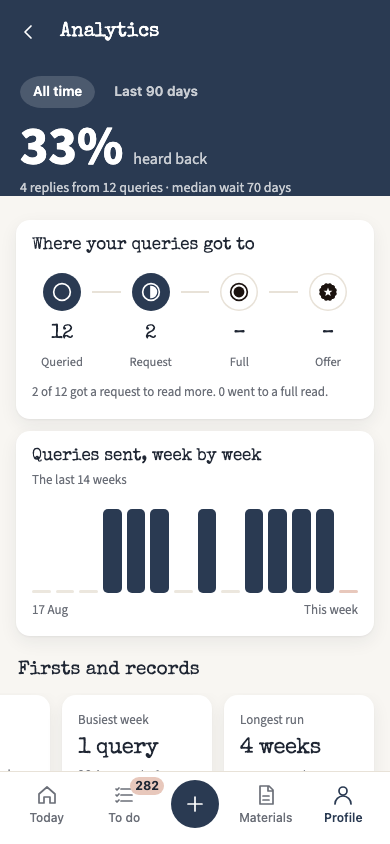 Analytics
All time Last 90 days
33% heard back
4 replies from 12 queries · median wait 70 days
Where your queries got to
12 2 – –
Queried Request Full Offer
2 of 12 got a request to read more. 0 went to a full read.
Queries sent, week by week
The last 14 weeks
17 Aug This week
Firsts and records
Busiest week Longest run
1 query 4 weeks
282
Today To do Materials Profile